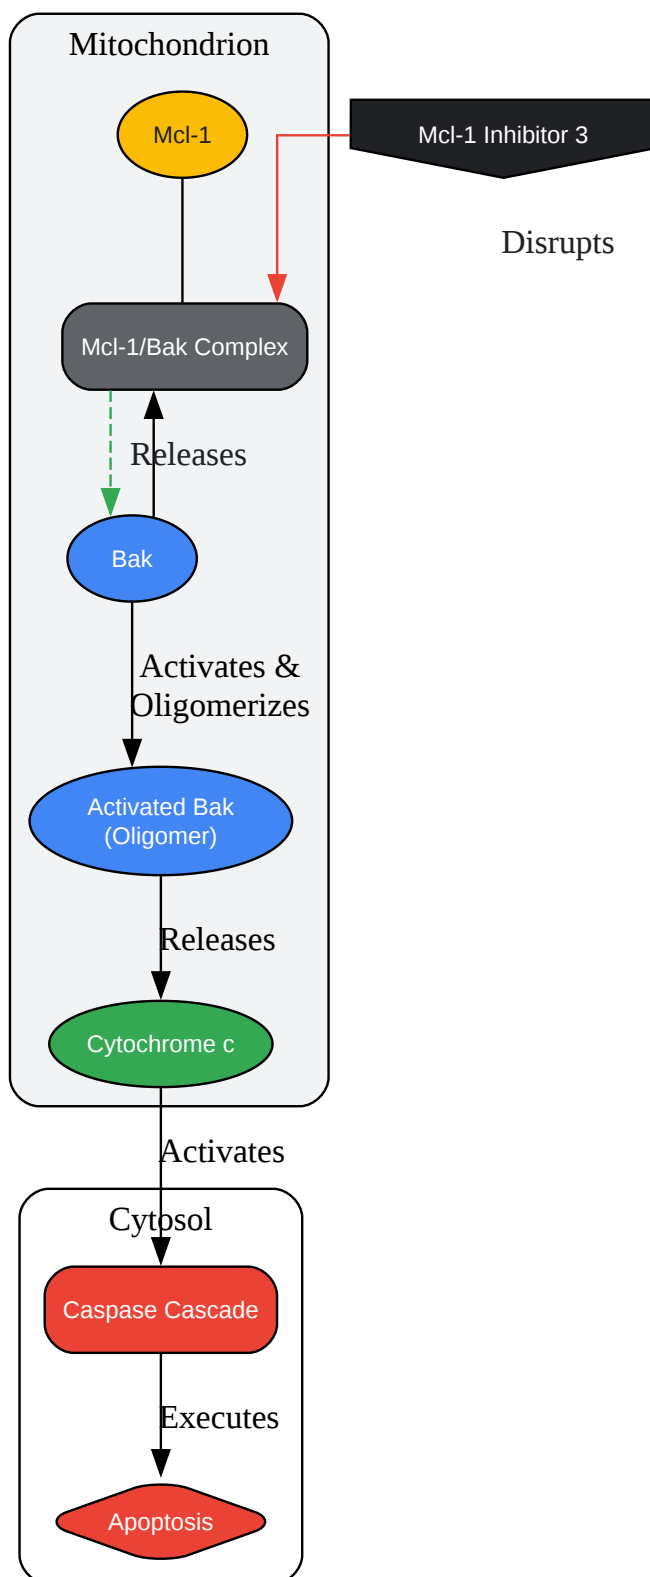 Mitochondrion
Mcl-1
Mcl-1 Inhibitor 3
Disrupts
Mcl-1/Bak Complex
Releases
Bak
Activates &
Oligomerizes
Activated Bak
(Oligomer)
Releases
Cytochrome c
Activates
Cytosol
Caspase Cascade
Executes
Apoptosis